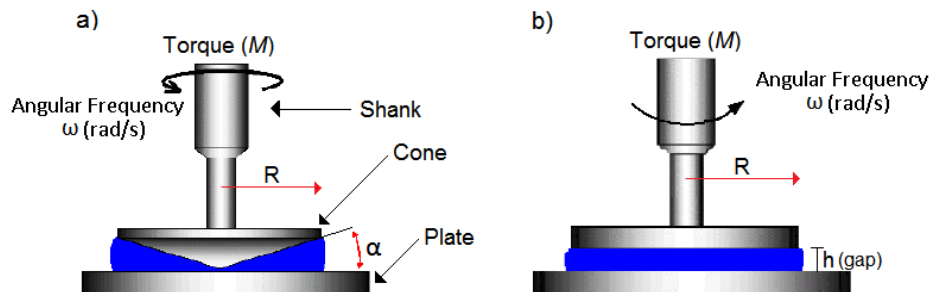 a)
Torque (M)
Angular Frequency
ω (rad/s)
Shank
Cone
R
α
Plate
b)
Torque (M)
Angular Frequency
ω (rad/s)
R
h (gap)